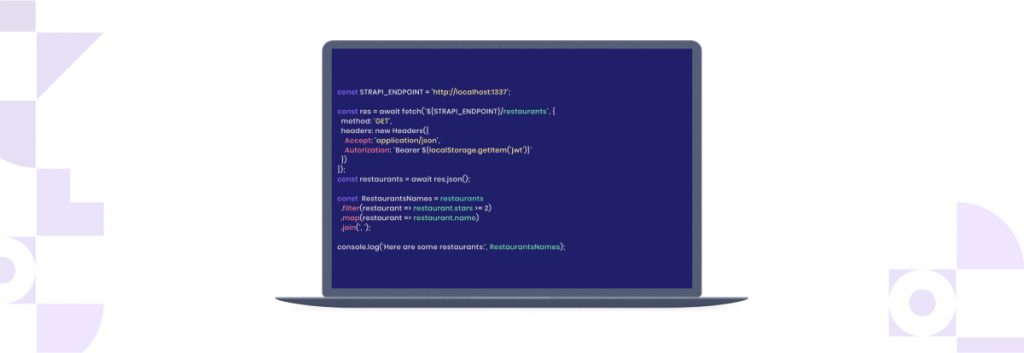 const STRAPI_ENDPOINT = 'http://localhost:1337';
const res = await fetch(`${STRAPI_ENDPOINT}/restaurants`, {
method: 'GET',
headers: new Headers({
Accept: 'application/json',
Autorization: `Bearer ${localStorage.getItem('jwt')}`
})
});
const restaurants = await res.json();
const RestaurantsNames = restaurants
.filter(restaurant => restaurant.stars >= 2)
.map(restaurant => restaurant.name)
.join(', ');
console.log('Here are some restaurants:', RestaurantsNames);